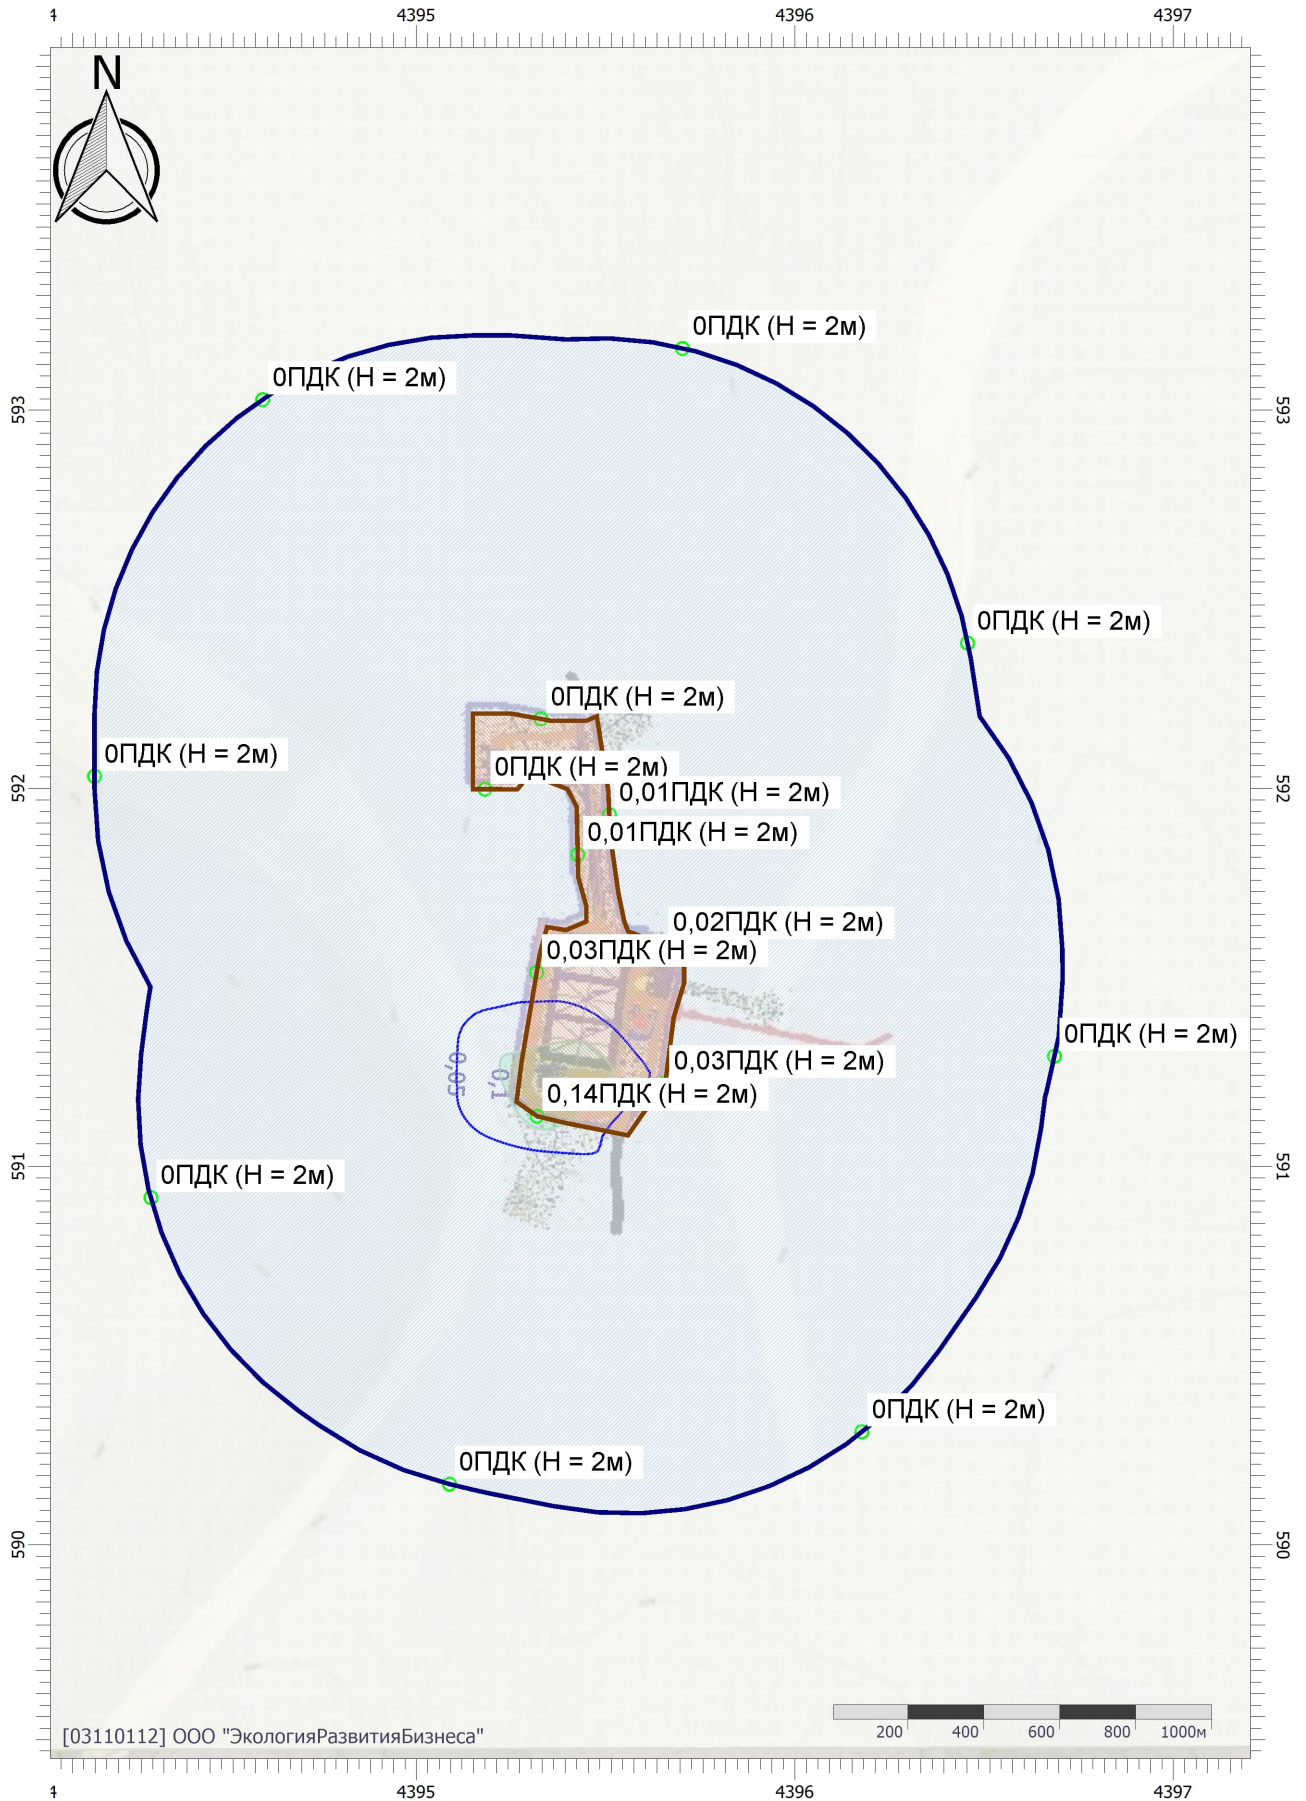 4 4395 4396 4397
N
0ПДК (H = 2м)
0ПДК (H = 2м)
593 593
0ПДК (H = 2м)
0ПДК (H = 2м)
0ПДК (H = 2м)
0ПДК (H = 2м)
592 592
0,01ПДК (H = 2м)
0,01ПДК (H = 2м)
0,02ПДК (H = 2м)
0,03ПДК (H = 2м)
0ПДК (H = 2м)
0,03ПДК (H = 2м)
0,05
0,1
0,14ПДК (H = 2м)
591 591
0ПДК (H = 2м)
0ПДК (H = 2м)
0ПДК (H = 2м)
590 590
200 400 600 800 1000м
[03110112] ООО "ЭкологияРазвитияБизнеса"
4 4395 4396 4397